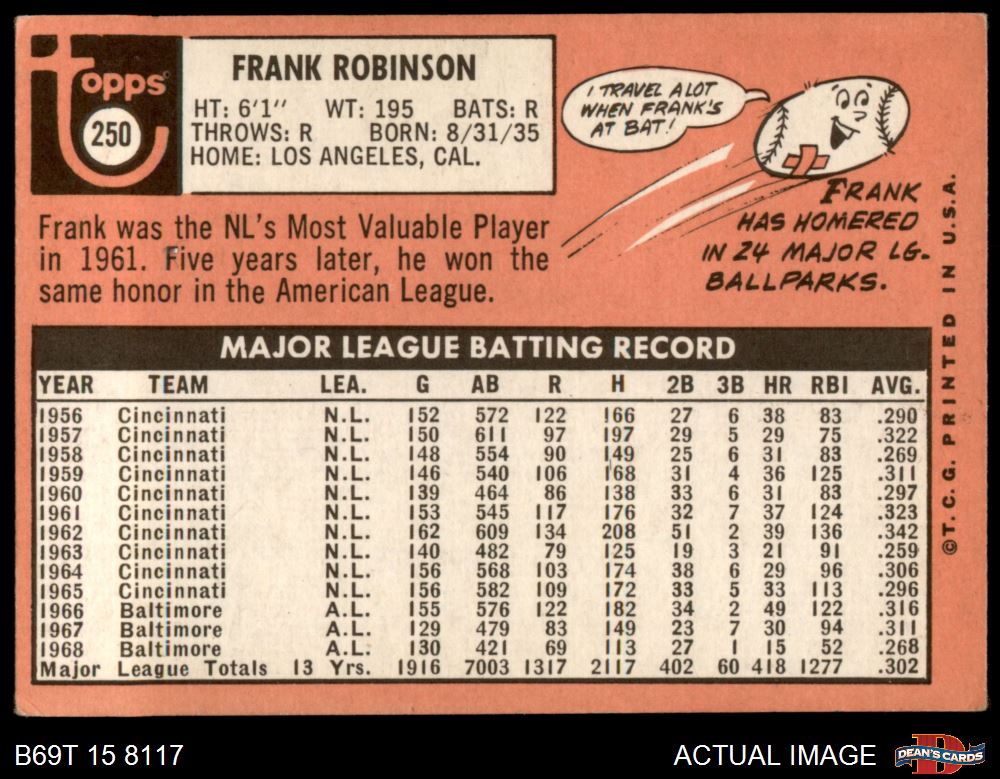 topps
250
FRANK ROBINSON
HT: 6'1" WT: 195 BATS: R
THROWS: R BORN: 8/31/35
HOME: LOS ANGELES, CAL.
I TRAVEL A LOT
WHEN FRANK'S
AT BAT!
FRANK
HAS HOMERED
IN 24 MAJOR LG.
BALLPARKS.
Frank was the NL's Most Valuable Player
in 1961. Five years later, he won the
same honor in the American League.
MAJOR LEAGUE BATTING RECORD
YEAR TEAM LEA. G AB R H 2B 3B HR RBI AVG.
1956 Cincinnati N.L. 152 572 122 166 27 6 38 83 .290
1957 Cincinnati N.L. 150 611 97 197 29 5 29 75 .322
1958 Cincinnati N.L. 148 554 90 149 25 6 31 83 .269
1959 Cincinnati N.L. 146 540 106 168 31 4 36 125 .311
1960 Cincinnati N.L. 139 464 86 138 33 6 31 83 .297
1961 Cincinnati N.L. 153 545 117 176 32 7 37 124 .323
1962 Cincinnati N.L. 162 609 134 208 51 2 39 136 .342
1963 Cincinnati N.L. 140 482 79 125 19 3 21 91 .259
1964 Cincinnati N.L. 156 568 103 174 38 6 29 96 .306
1965 Cincinnati N.L. 156 582 109 172 33 5 33 113 .296
1966 Baltimore A.L. 155 576 122 182 34 2 49 122 .316
1967 Baltimore A.L. 129 479 83 149 23 7 30 94 .311
1968 Baltimore A.L. 130 421 69 113 27 1 15 52 .268
Major League Totals 13 Yrs. 1916 7003 1317 2117 402 60 418 1277 .302
©T. C. G. PRINTED IN U.S.A.
B69T 15 8117
ACTUAL IMAGE
D
DEAN'S CARDS